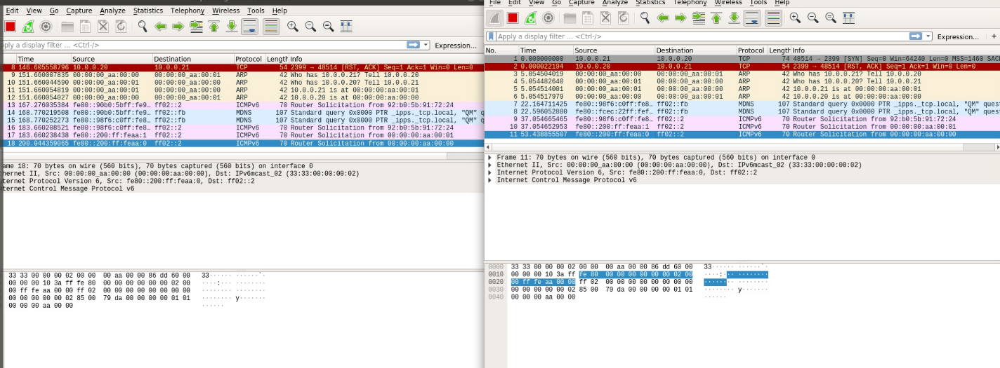 Edit View Go Capture Analyze Statistics Telephony Wireless Tools Help
ply a display filter ... <Ctrl-/> Expression...
Time Source Destination Protocol Length Info
8 146.605558796 10.0.0.20 10.0.0.21 TCP 54 2399 → 48514 [RST, ACK] Seq=1 Ack=1 Win=0 Len=0
9 151.660007835 00:00:00_aa:00:00 00:00:00_aa:00:01 ARP 42 Who has 10.0.0.21? Tell 10.0.0.20
10 151.660044590 00:00:00_aa:00:01 00:00:00_aa:00:00 ARP 42 Who has 10.0.0.20? Tell 10.0.0.21
11 151.660054819 00:00:00_aa:00:00 00:00:00_aa:00:01 ARP 42 10.0.0.21 is at 00:00:00:aa:00:01
12 151.660054027 00:00:00_aa:00:01 00:00:00_aa:00:00 ARP 42 10.0.0.20 is at 00:00:00:aa:00:00
13 167.276035384 fe80::90b0:5bff:fe9… ff02::2 ICMPv6 70 Router Solicitation from 92:b0:5b:91:72:24
14 168.770219508 fe80::90b0:5bff:fe9… ff02::fb MDNS 107 Standard query 0x0000 PTR _ipps._tcp.local, "QM" q
15 168.770252273 fe80::98f6:c0ff:fe8… ff02::fb MDNS 107 Standard query 0x0000 PTR _ipps._tcp.local, "QM" q
16 183.660208521 fe80::98f6:c0ff:fe8… ff02::2 ICMPv6 70 Router Solicitation from 92:b0:5b:91:72:24
17 183.660238438 fe80::200:ff:feaa:1 ff02::2 ICMPv6 70 Router Solicitation from 00:00:00:aa:00:01
18 200.044359065 fe80::200:ff:feaa:0 ff02::2 ICMPv6 70 Router Solicitation from 00:00:00:aa:00:00
ame 18: 70 bytes on wire (560 bits), 70 bytes captured (560 bits) on interface 0
hernet II, Src: 00:00:00_aa:00:00 (00:00:00:aa:00:00), Dst: IPv6mcast_02 (33:33:00:00:00:02)
ternet Protocol Version 6, Src: fe80::200:ff:feaa:0, Dst: ff02::2
ternet Control Message Protocol v6
33 33 00 00 00 02 00 00 00 aa 00 00 86 dd 60 00 33······ ······`·
00 00 00 10 3a ff fe 80 00 00 00 00 00 00 02 00 ····:··· ········
00 ff fe aa 00 00 ff 02 00 00 00 00 00 00 00 00 ········ ········
00 00 00 00 00 02 85 00 79 da 00 00 00 00 01 01 ········ y·······
00 00 00 aa 00 00 ······
File Edit View Go Capture Analyze Statistics Telephony Wireless Tools Help
Apply a display filter ... <Ctrl-/> Expression... +
No. Time Source Destination Protocol Length Info
1 0.000000000 10.0.0.21 10.0.0.20 TCP 74 48514 → 2399 [SYN] Seq=0 Win=64240 Len=0 MSS=1460 SAC
2 0.000022194 10.0.0.20 10.0.0.21 TCP 54 2399 → 48514 [RST, ACK] Seq=1 Ack=1 Win=0 Len=0
3 5.054504019 00:00:00_aa:00:00 00:00:00_aa:00:01 ARP 42 Who has 10.0.0.21? Tell 10.0.0.20
4 5.054482640 00:00:00_aa:00:01 00:00:00_aa:00:00 ARP 42 Who has 10.0.0.20? Tell 10.0.0.21
5 5.054514001 00:00:00_aa:00:00 00:00:00_aa:00:01 ARP 42 10.0.0.20 is at 00:00:00:aa:00:00
6 5.054517979 00:00:00_aa:00:01 00:00:00_aa:00:00 ARP 42 10.0.0.21 is at 00:00:00:aa:00:01
7 22.164711425 fe80::98f6:c0ff:fe8… ff02::fb MDNS 107 Standard query 0x0000 PTR _ipps._tcp.local, "QM" ques
8 22.596052880 fe80::fcec:22ff:fef… ff02::fb MDNS 107 Standard query 0x0000 PTR _ipps._tcp.local, "QM" ques
9 37.054665465 fe80::98f6:c0ff:fe8… ff02::2 ICMPv6 70 Router Solicitation from 92:b0:5b:91:72:24
10 37.054652953 fe80::200:ff:feaa:1 ff02::2 ICMPv6 70 Router Solicitation from 00:00:00:aa:00:01
11 53.438855507 fe80::200:ff:feaa:0 ff02::2 ICMPv6 70 Router Solicitation from 00:00:00:aa:00:00
Frame 11: 70 bytes on wire (560 bits), 70 bytes captured (560 bits) on interface 0
Ethernet II, Src: 00:00:00_aa:00:00 (00:00:00:aa:00:00), Dst: IPv6mcast_02 (33:33:00:00:00:02)
Internet Protocol Version 6, Src: fe80::200:ff:feaa:0, Dst: ff02::2
Internet Control Message Protocol v6
0000 33 33 00 00 00 02 00 00 00 aa 00 00 86 dd 60 00 33······ ······`·
0010 00 00 00 10 3a ff fe 80 00 00 00 00 00 00 02 00 ····:··· ········
0020 00 ff fe aa 00 00 ff 02 00 00 00 00 00 00 00 00 ········ ········
0030 00 00 00 00 00 02 85 00 79 da 00 00 00 00 01 01 ········ y·······
0040 00 00 00 aa 00 00 ······